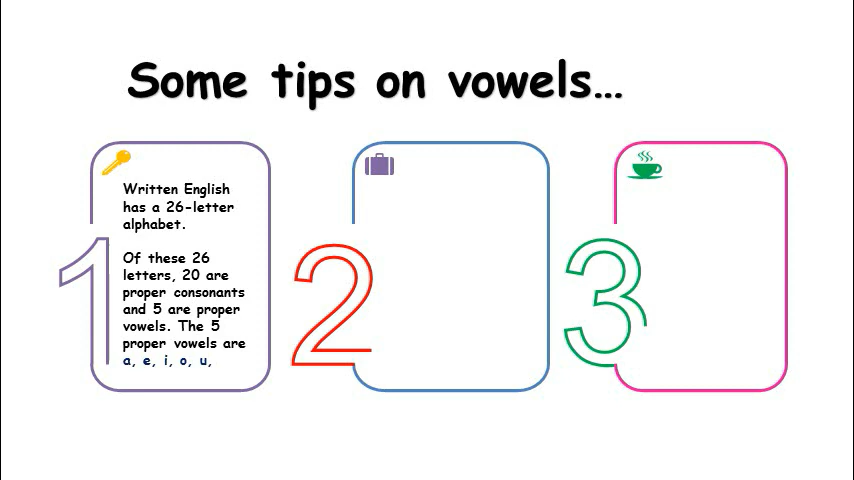 Some tips on vowels...
Written English
has a 26-letter
alphabet.
Of these 26
letters, 20 are
proper consonants
and 5 are proper
vowels. The 5
proper vowels are
a, e, i, o, u,
1
2
3